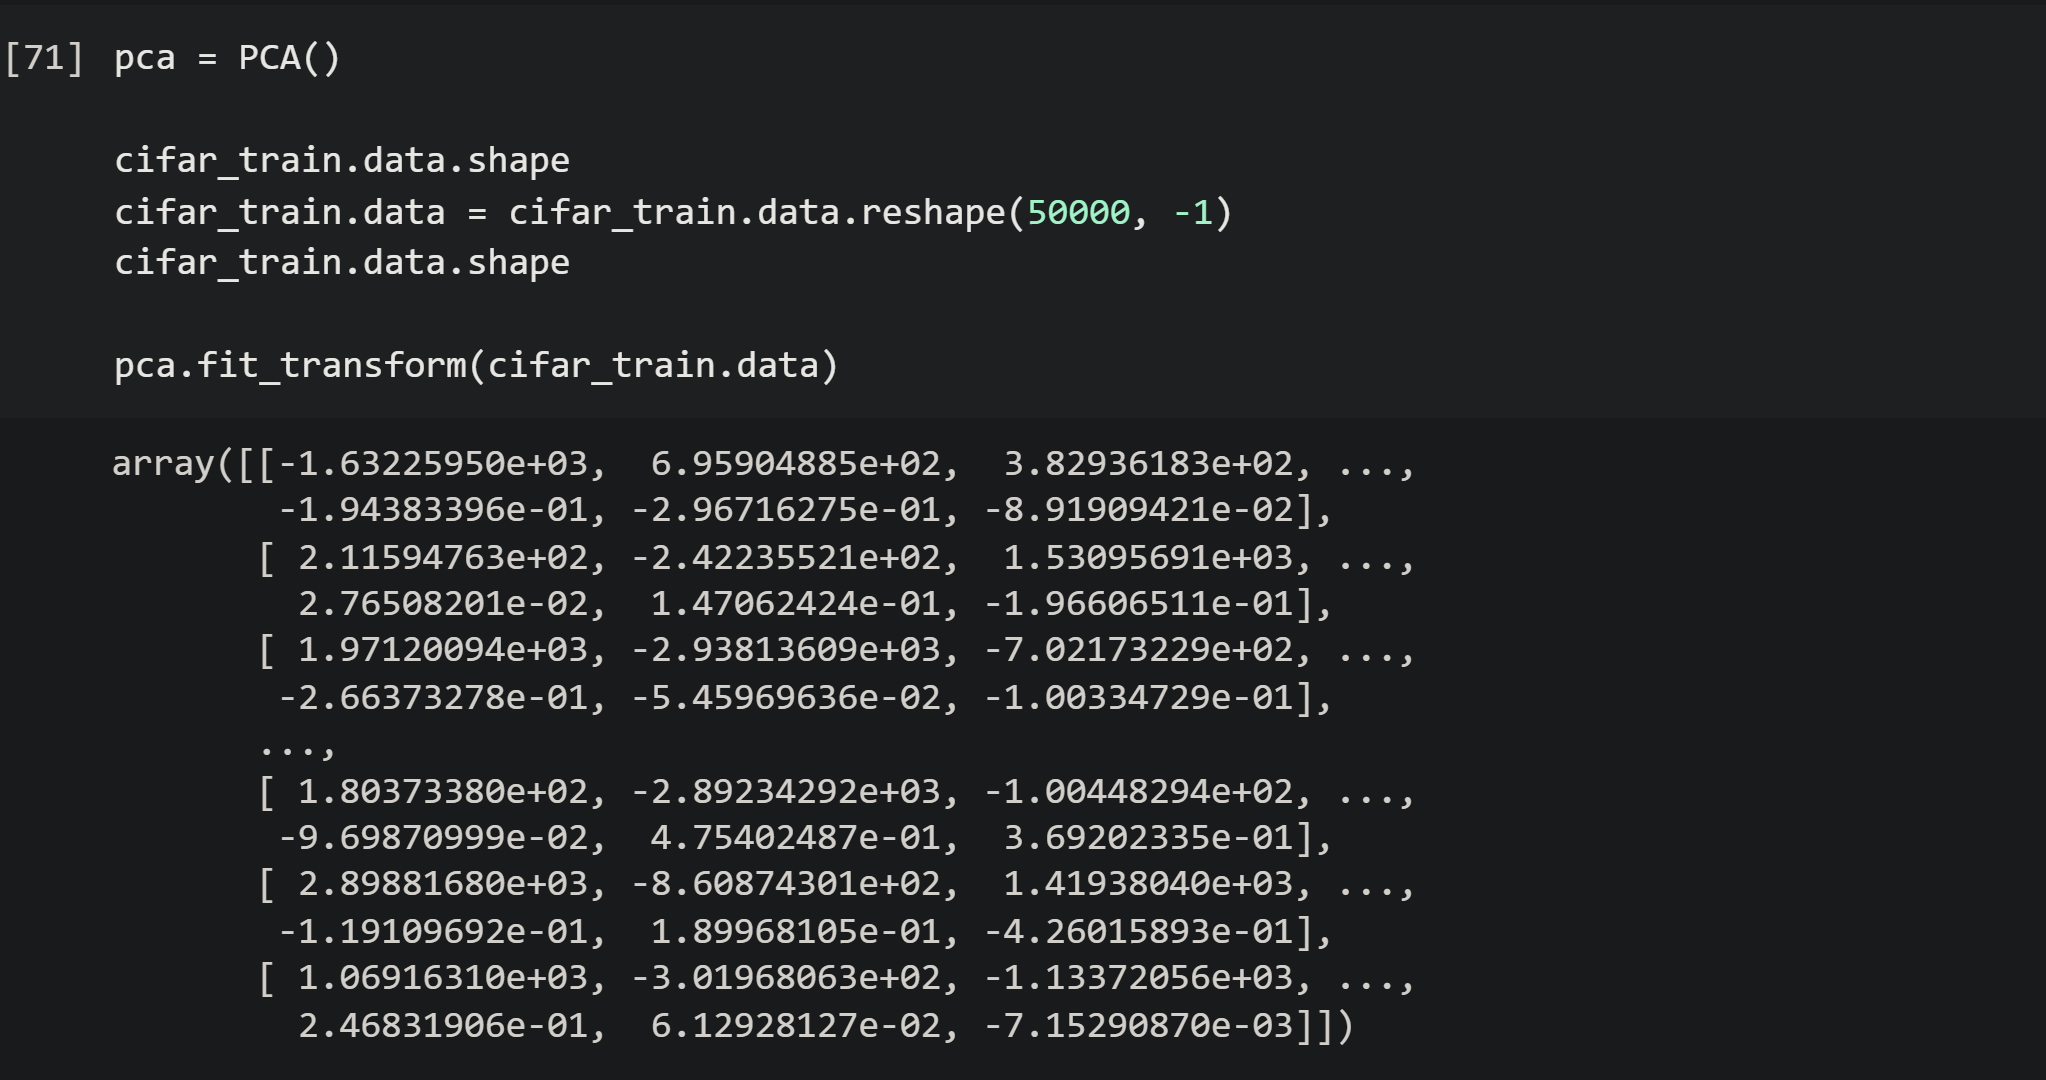 [71] pca = PCA()
cifar_train.data.shape
cifar_train.data = cifar_train.data.reshape(50000, -1)
cifar_train.data.shape
pca.fit_transform(cifar_train.data)
array([[-1.63225950e+03,  6.95904885e+02,  3.82936183e+02, ...,
        -1.94383396e-01, -2.96716275e-01, -8.91909421e-02],
       [ 2.11594763e+02, -2.42235521e+02,  1.53095691e+03, ...,
         2.76508201e-02,  1.47062424e-01, -1.96606511e-01],
       [ 1.97120094e+03, -2.93813609e+03, -7.02173229e+02, ...,
        -2.66373278e-01, -5.45969636e-02, -1.00334729e-01],
       ...,
       [ 1.80373380e+02, -2.89234292e+03, -1.00448294e+02, ...,
        -9.69870999e-02,  4.75402487e-01,  3.69202335e-01],
       [ 2.89881680e+03, -8.60874301e+02,  1.41938040e+03, ...,
        -1.19109692e-01,  1.89968105e-01, -4.26015893e-01],
       [ 1.06916310e+03, -3.01968063e+02, -1.13372056e+03, ...,
         2.46831906e-01,  6.12928127e-02, -7.15290870e-03]])